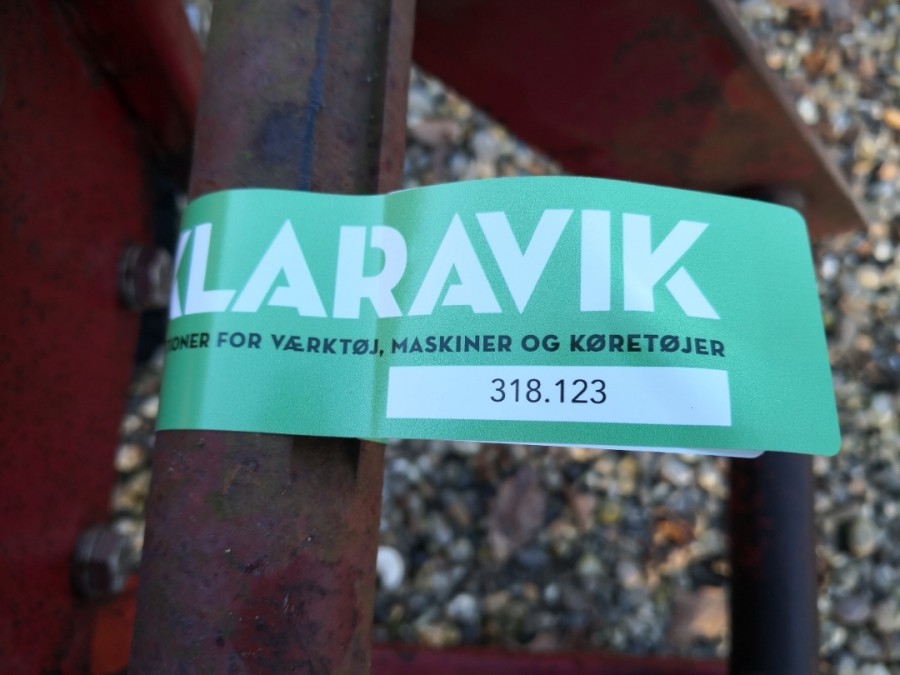 KLARAVIK
FOR VÆRKTØJ, MASKINER OG KØRETØJER
318.123